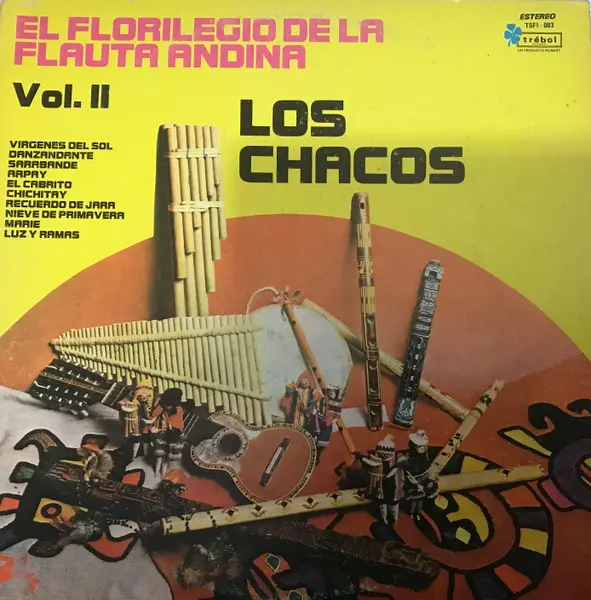 EL FLORILEGIO DE LA
FLAUTA ANDINA
Vol. II
LOS
CHACOS
ESTEREO
TSFI - 003
trébol
VIRGENES DEL SOL
DANZANDANTE
SARABANDE
ARPAY
EL CABRITO
CHICHITAY
RECUERDO DE JARA
NIEVE DE PRIMAVERA
MARIE
LUZ Y RAMAS